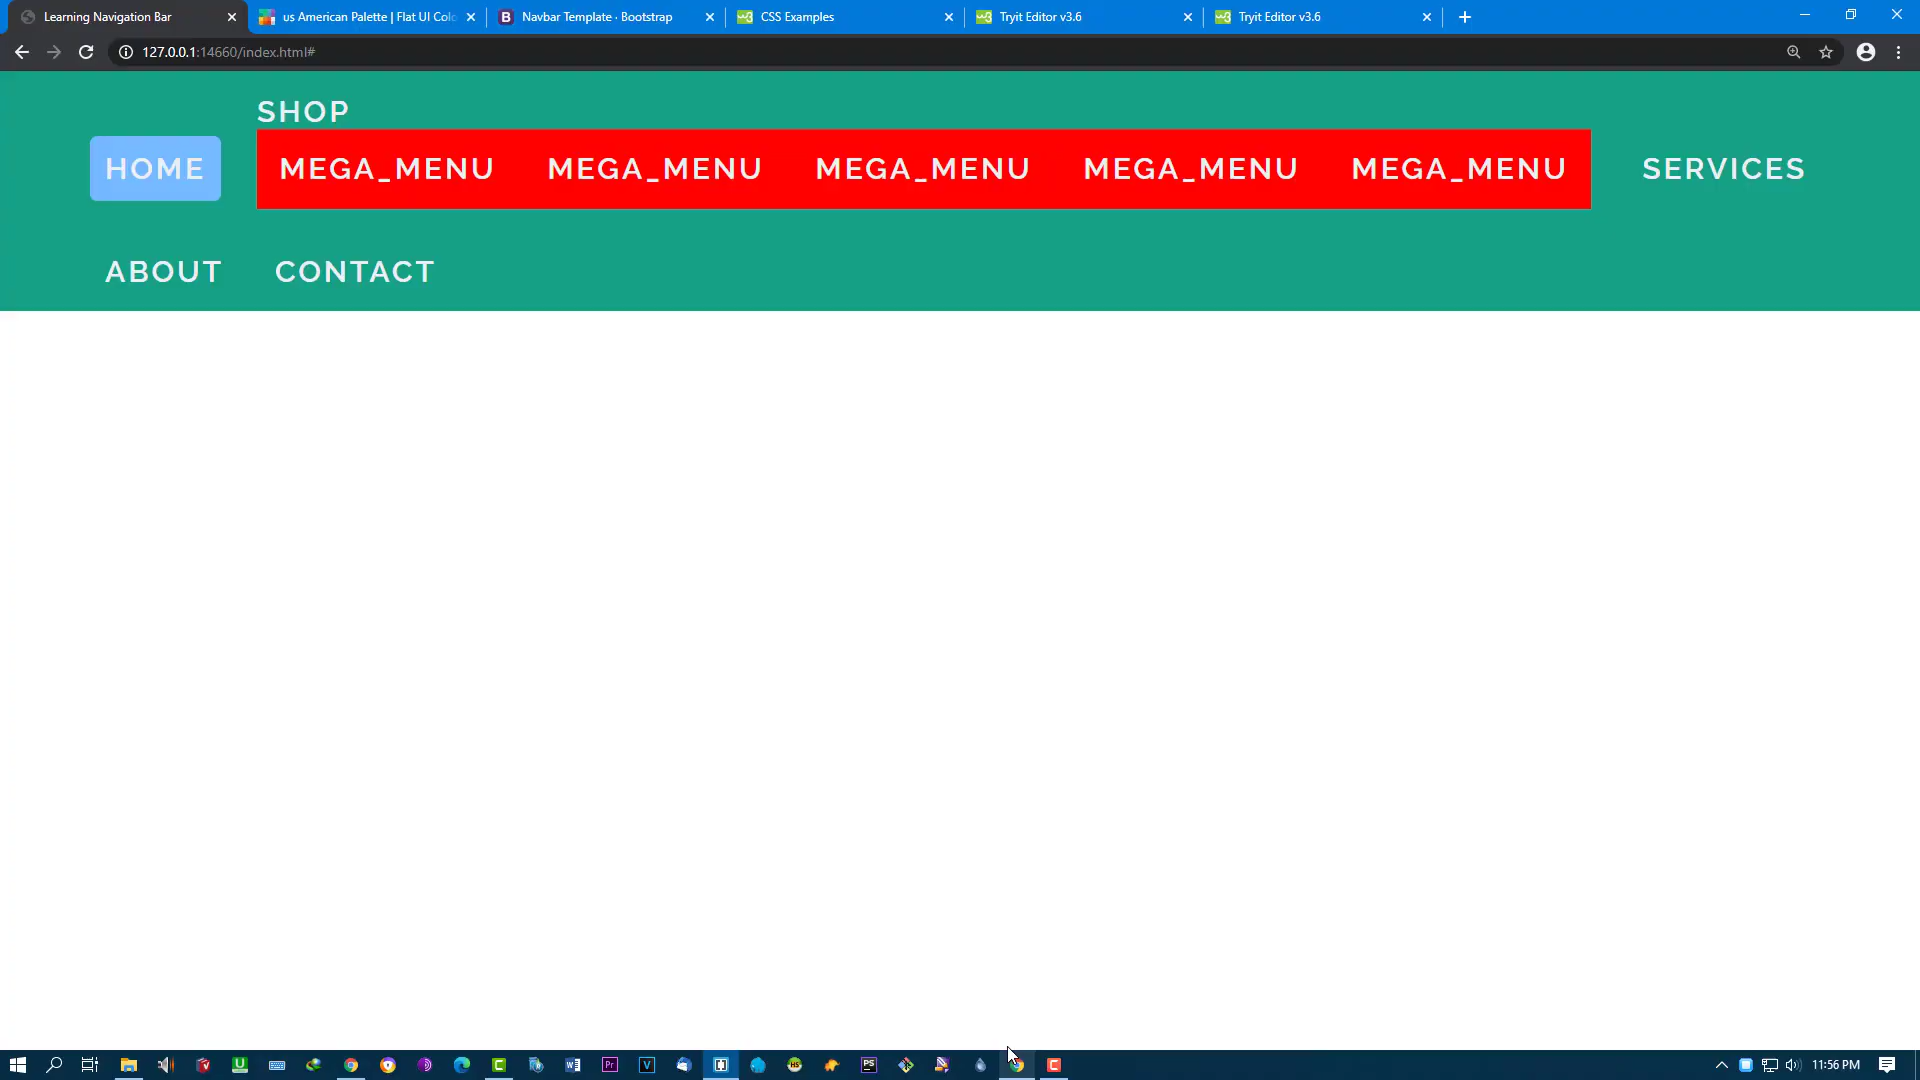 Learning Navigation Bar
us American Palette | Flat UI Colo
Navbar Template · Bootstrap
CSS Examples
Tryit Editor v3.6
Tryit Editor v3.6
127.0.0.1:14660/index.html#
SHOP
HOME
MEGA_MENU MEGA_MENU MEGA_MENU MEGA_MENU MEGA_MENU
SERVICES
ABOUT CONTACT
11:56 PM